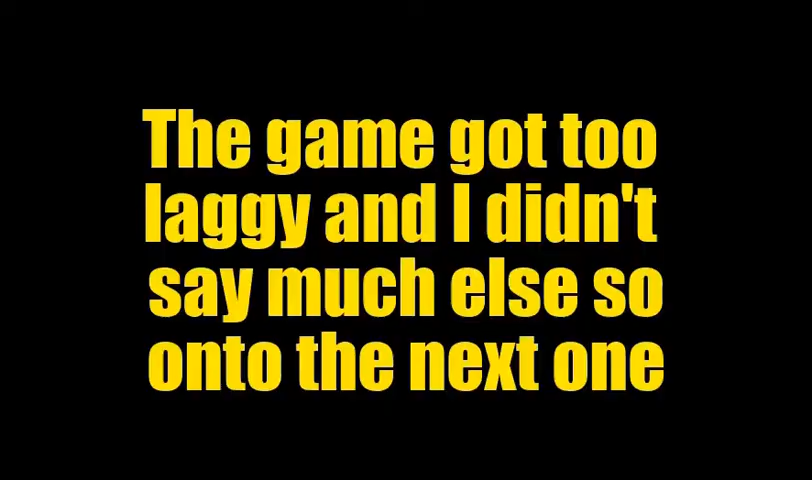 The game got too
laggy and I didn't
say much else so
onto the next one